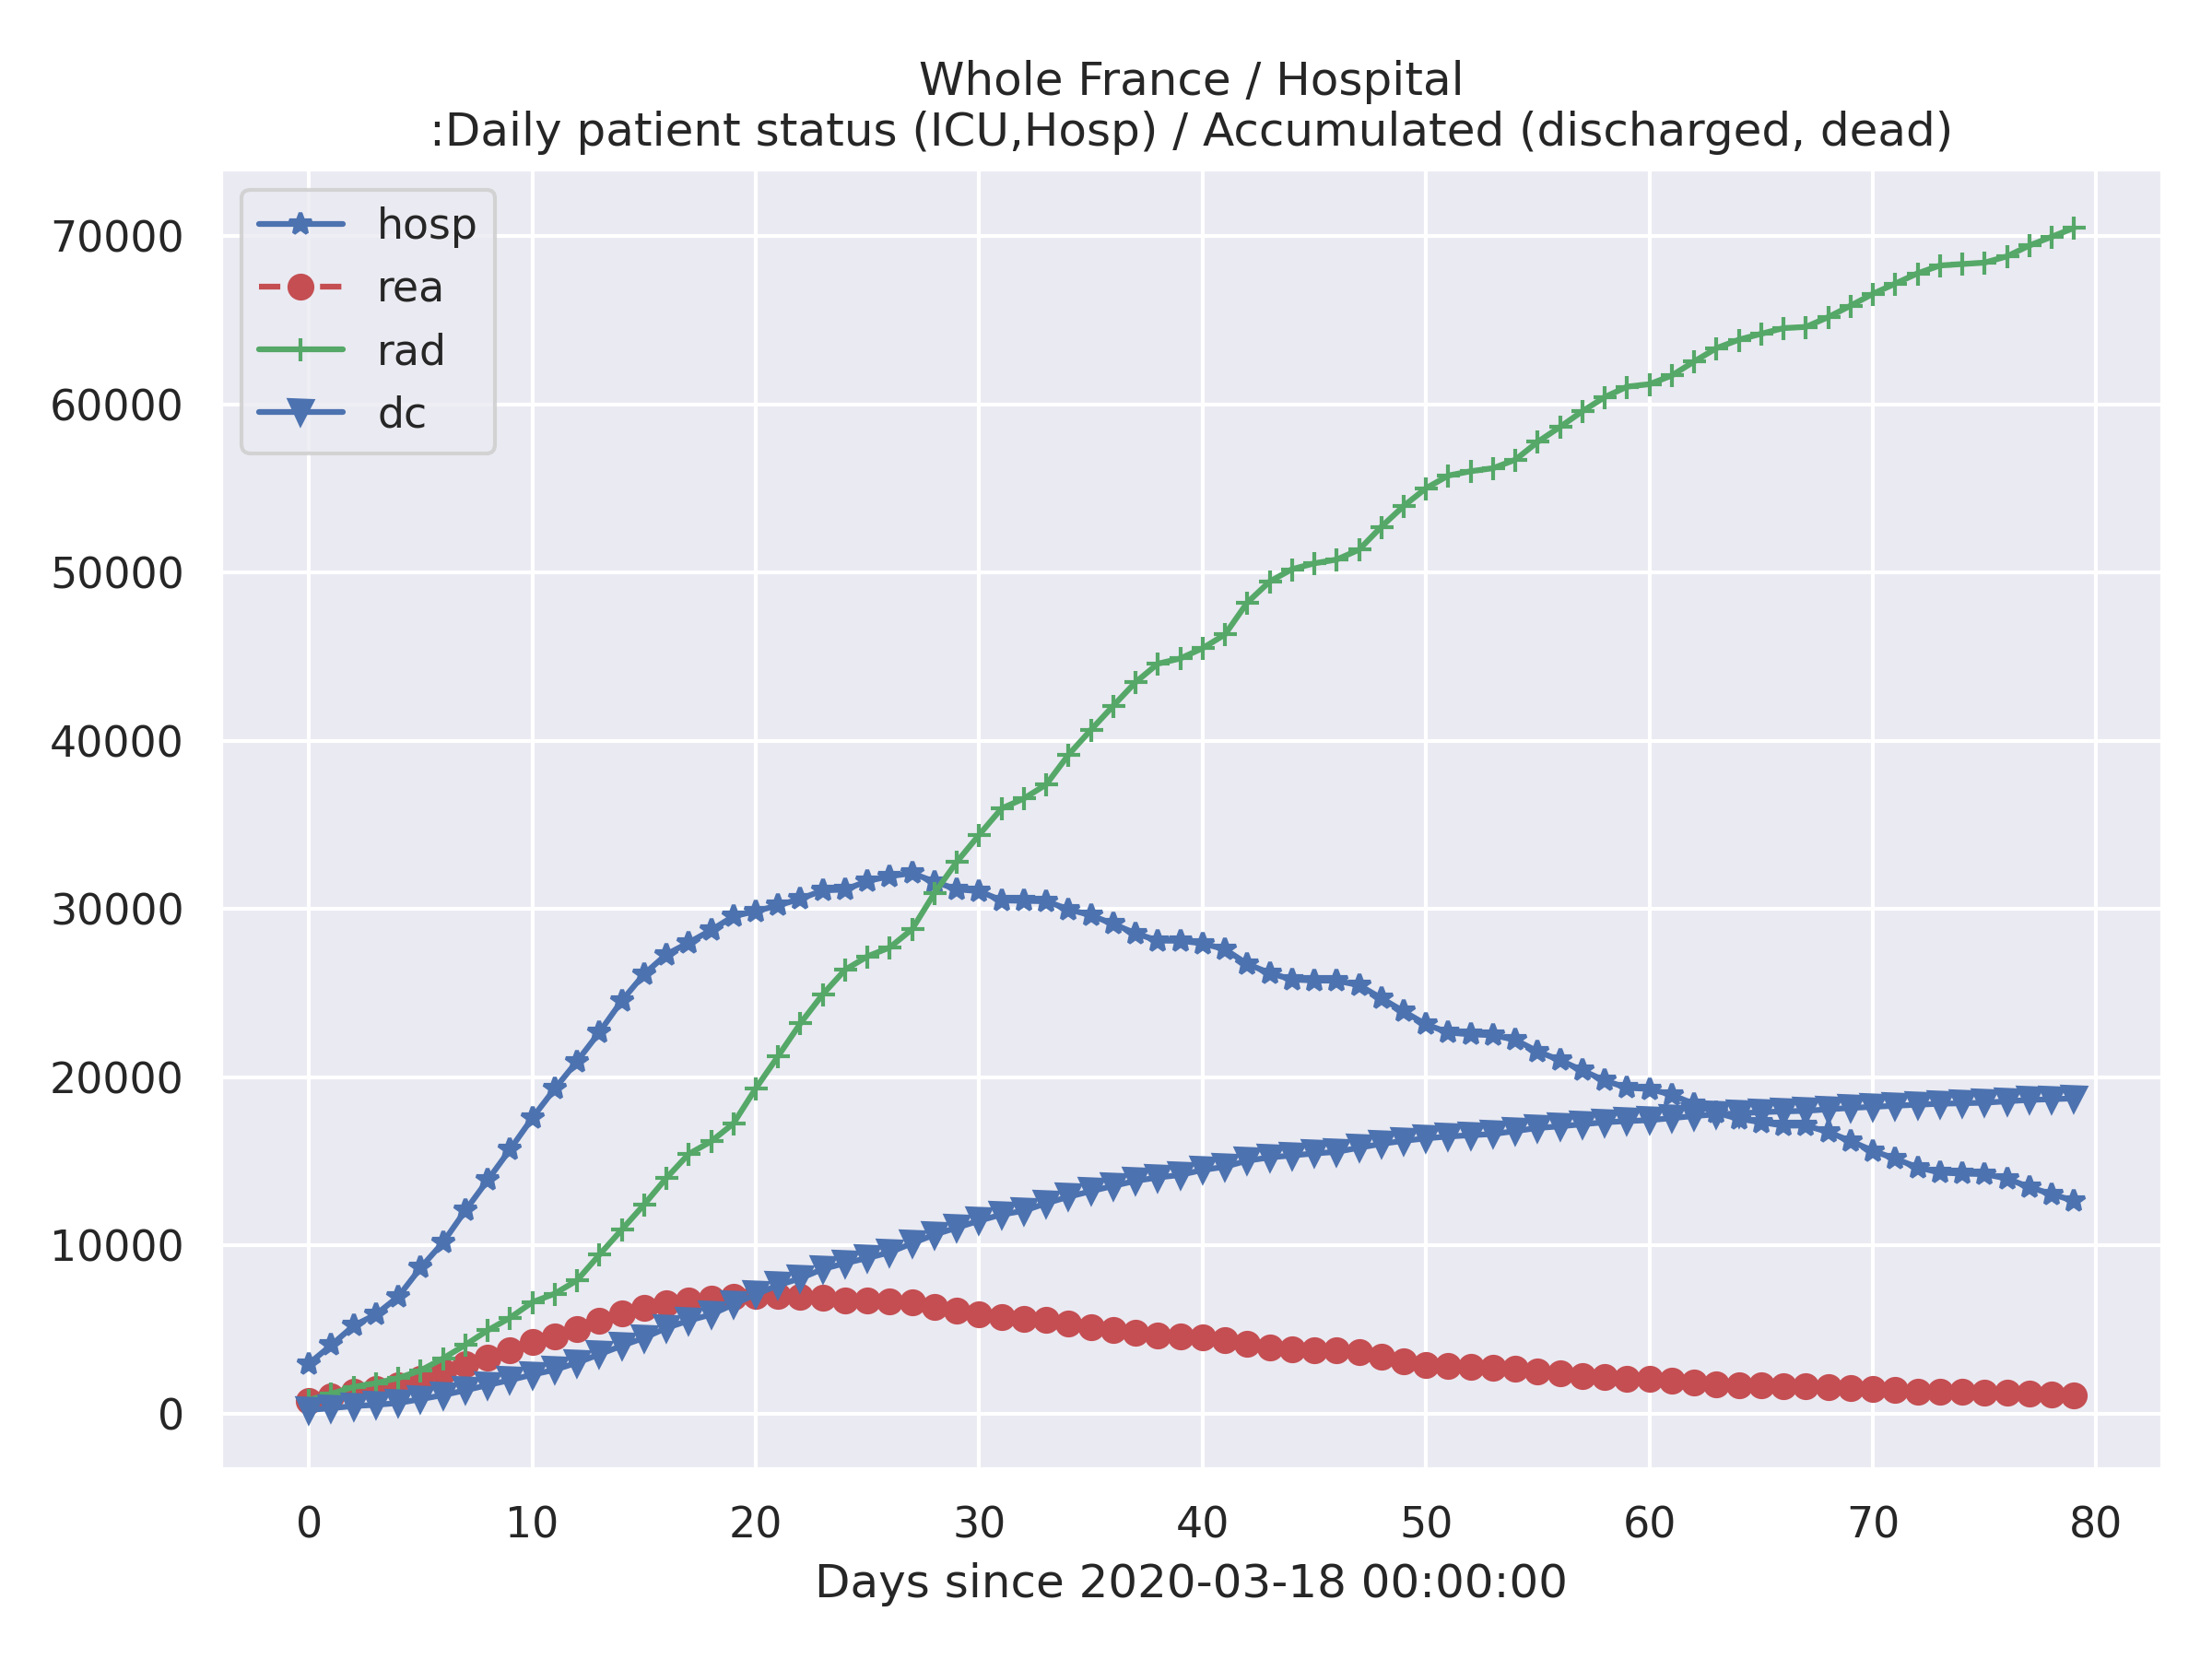 Whole France / Hospital
:Daily patient status (ICU,Hosp) / Accumulated (discharged, dead)
hosp
rea
rad
dc
70000
60000
50000
40000
30000
20000
10000
0
0 10 20 30 40 50 60 70 80
Days since 2020-03-18 00:00:00